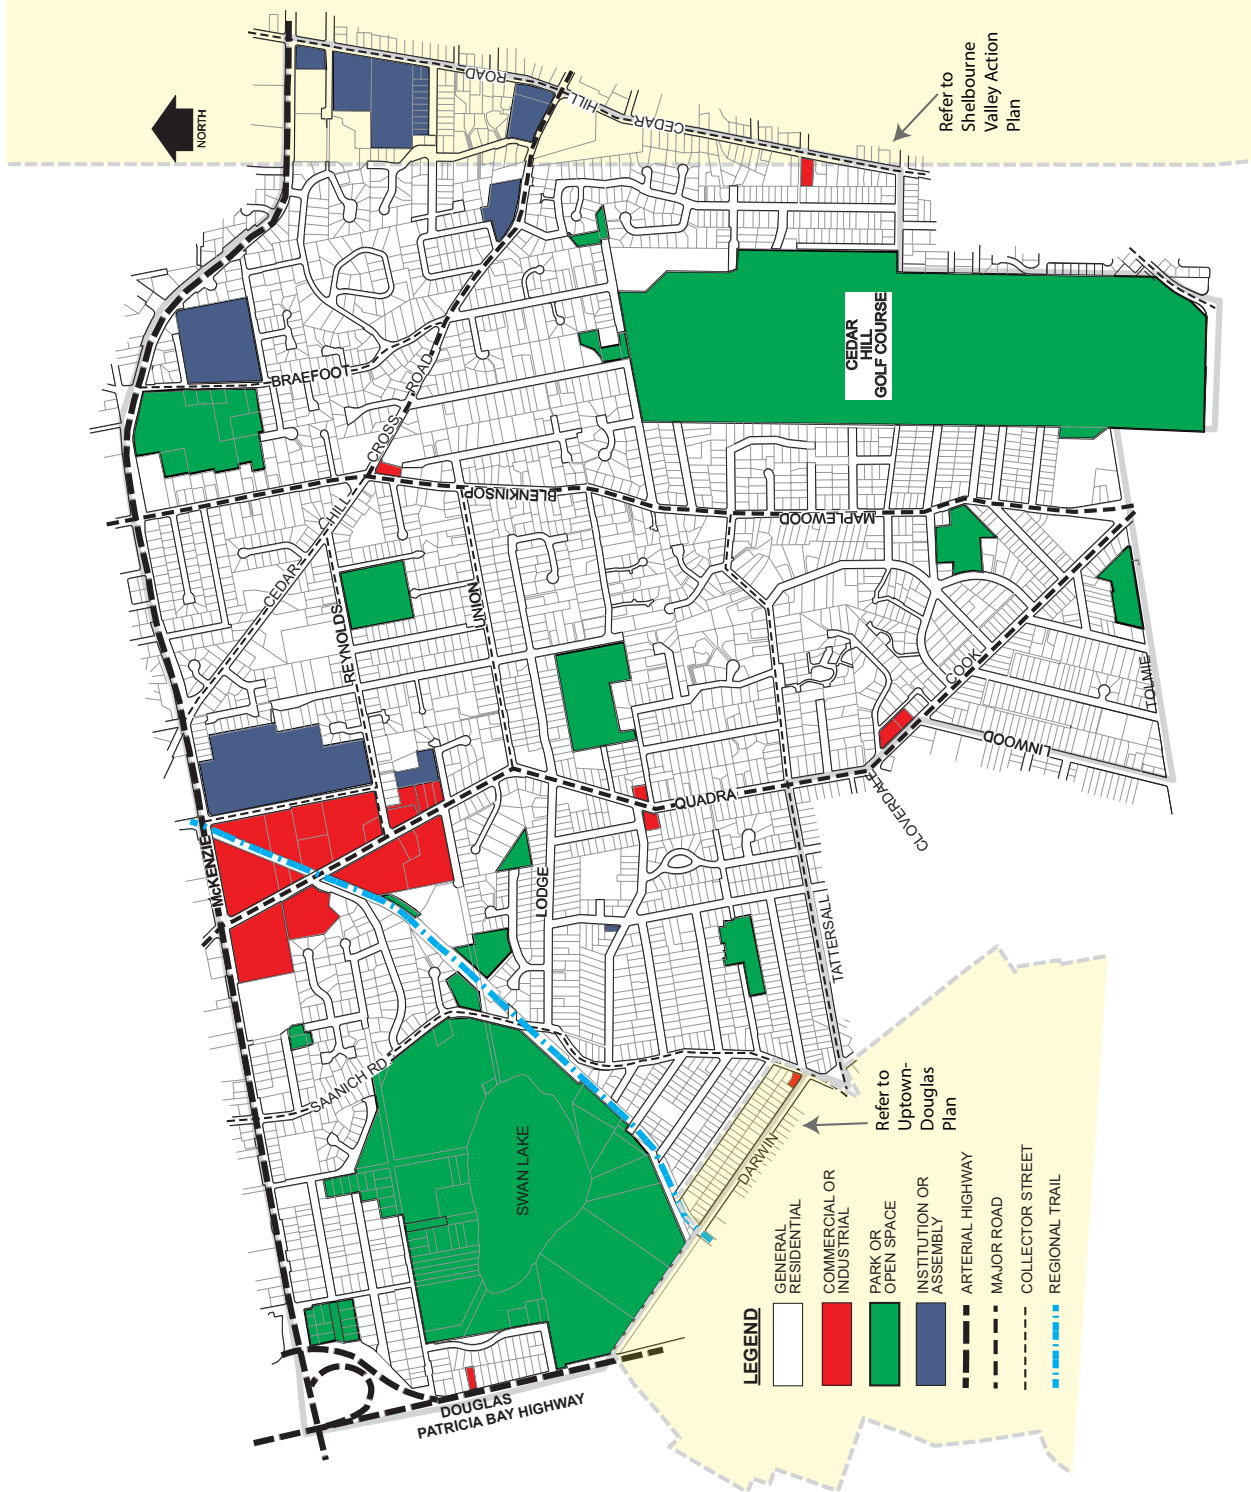 NORTH
ROAD
HILL
CEDAR
Refer to
Shelbourne
Valley Action
Plan
BRAEFOOT
CEDAR
HILL
GOLF COURSE
CEDAR
HILL
CROSS
ROAD
BLENKINSOP
MAPLEWOOD
REYNOLDS
UNION
COOK
TOLMIE
LINWOOD
CLOVERDALE
QUADRA
McKENZIE
LODGE
TATTERSALL
SAANICH RD
SWAN LAKE
DARWIN
Refer to
Uptown-
Douglas
Plan
DOUGLAS
PATRICIA BAY HIGHWAY
LEGEND
GENERAL
RESIDENTIAL
COMMERCIAL OR
INDUSTRIAL
PARK OR
OPEN SPACE
INSTITUTION OR
ASSEMBLY
ARTERIAL HIGHWAY
MAJOR ROAD
COLLECTOR STREET
REGIONAL TRAIL